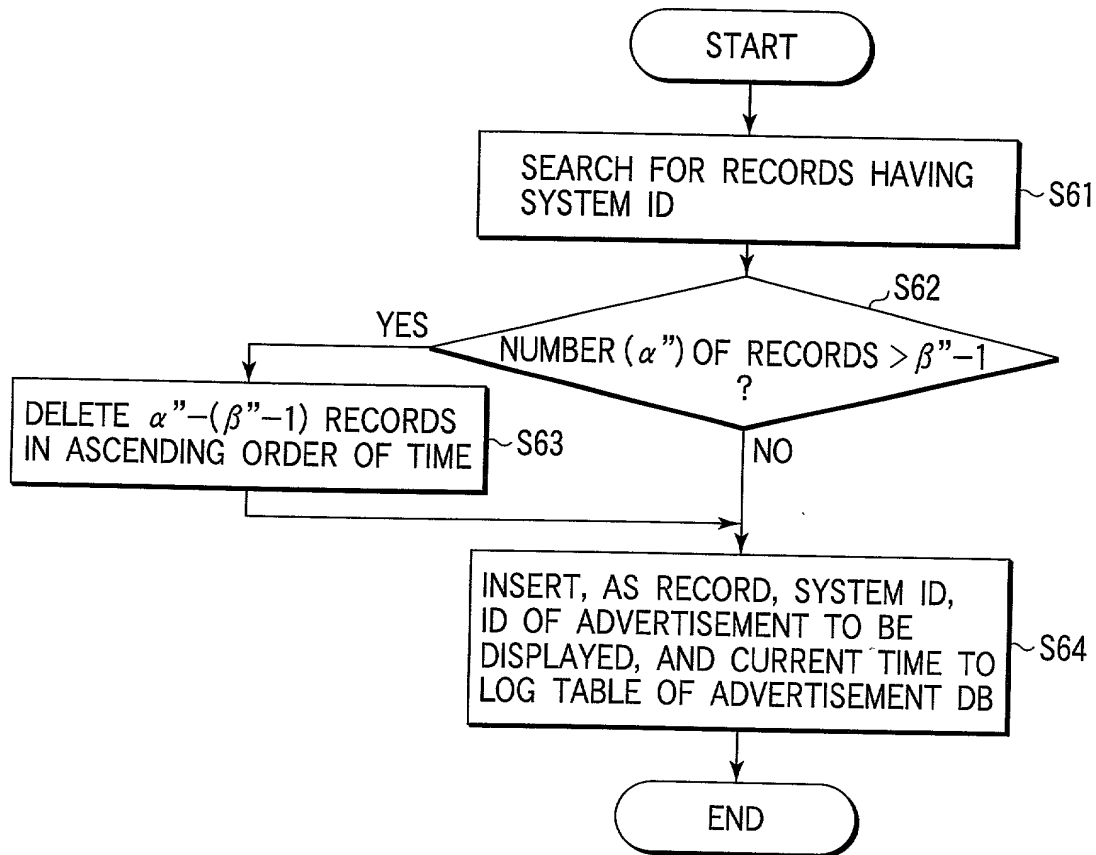 START
SEARCH FOR RECORDS HAVING
SYSTEM ID
S61
S62
YES
NUMBER (α") OF RECORDS > β"-1
?
DELETE α"-(β"-1) RECORDS
IN ASCENDING ORDER OF TIME
S63
NO
INSERT, AS RECORD, SYSTEM ID,
ID OF ADVERTISEMENT TO BE
DISPLAYED, AND CURRENT TIME TO
LOG TABLE OF ADVERTISEMENT DB
S64
END